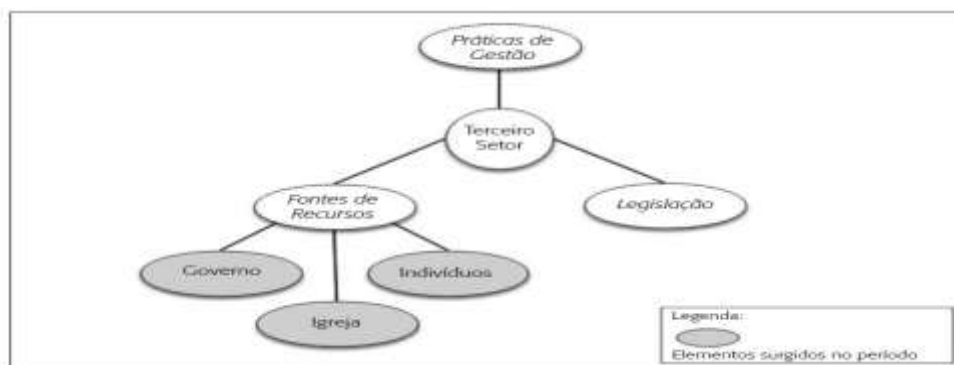 Práticas de
Gestão
Terceiro
Setor
Fontes de
Recursos
Legislação
Governo
Indivíduos
Igreja
Legenda:
Elementos surgidos no período